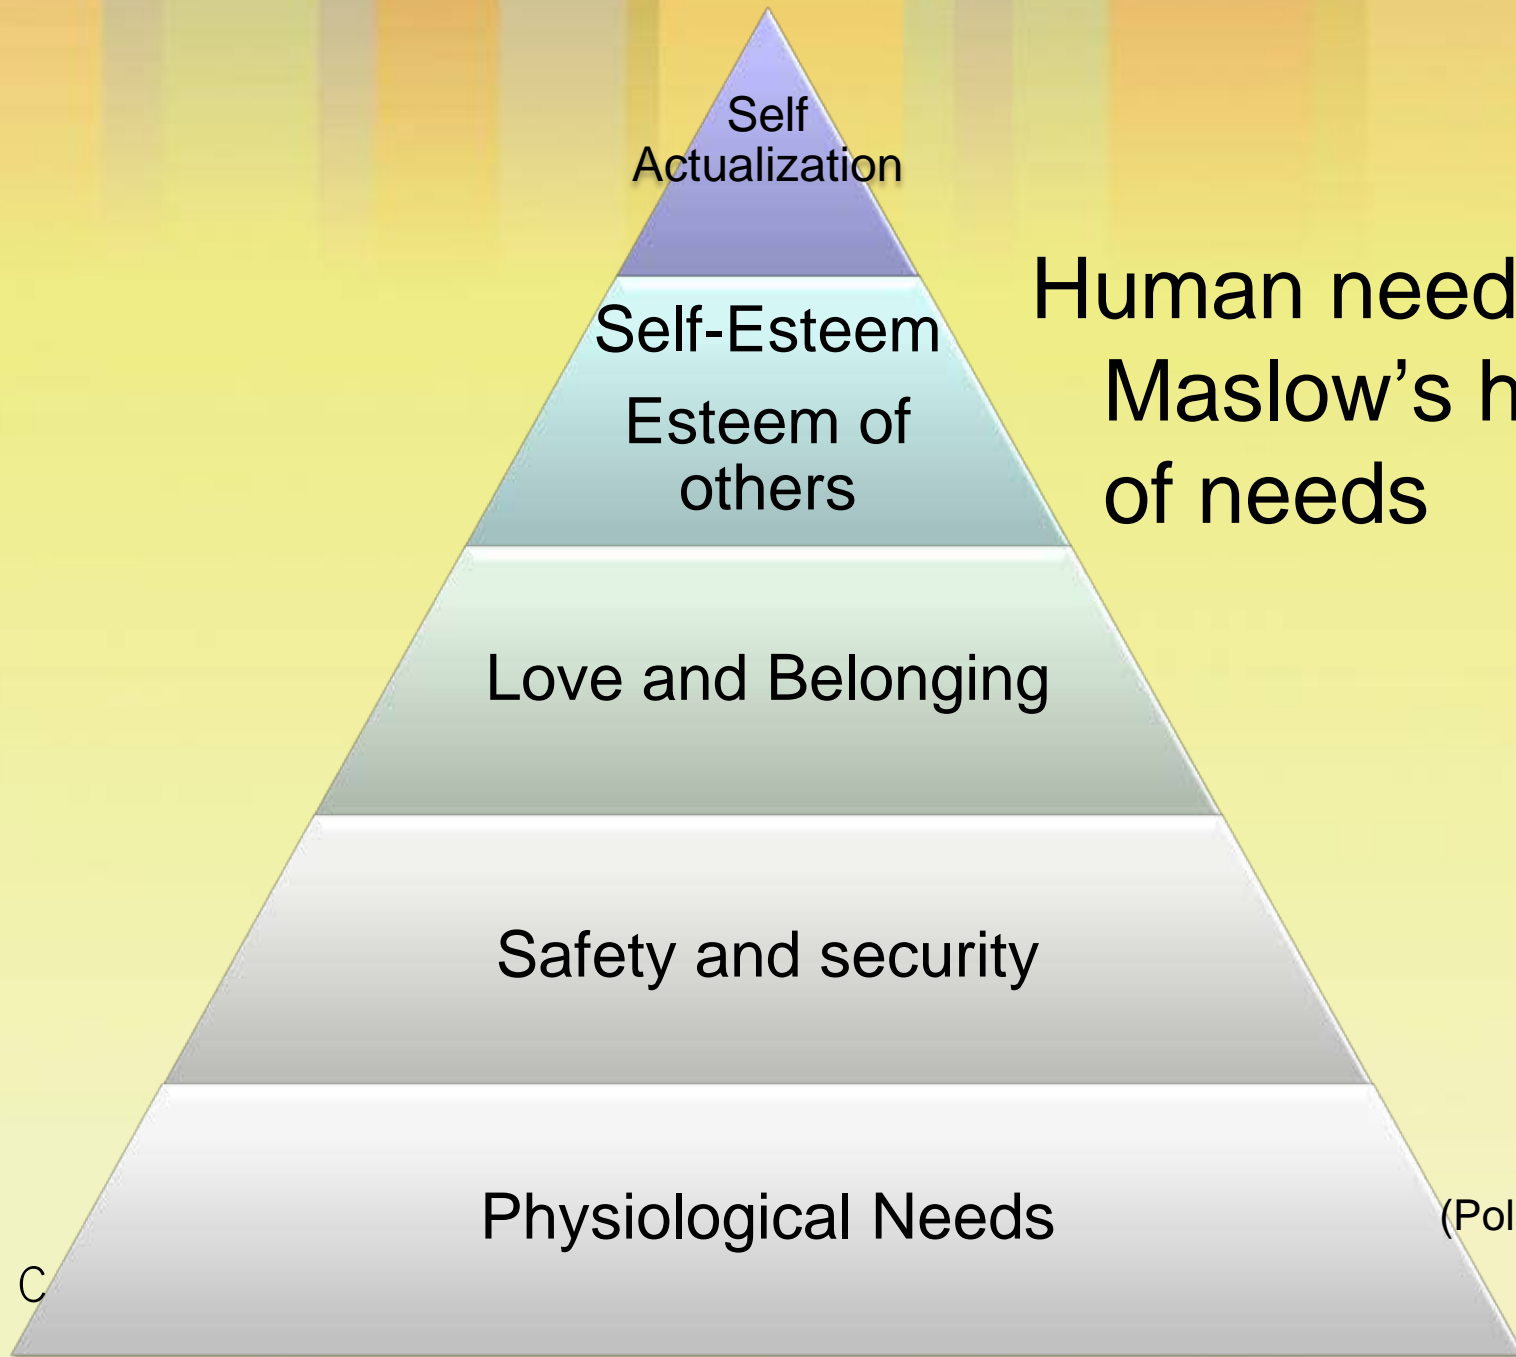 Self
Actualization
Self-Esteem
Esteem of
others
Love and Belonging
Safety and security
Physiological Needs
Human need
Maslow’s h
of needs
(Pol
C